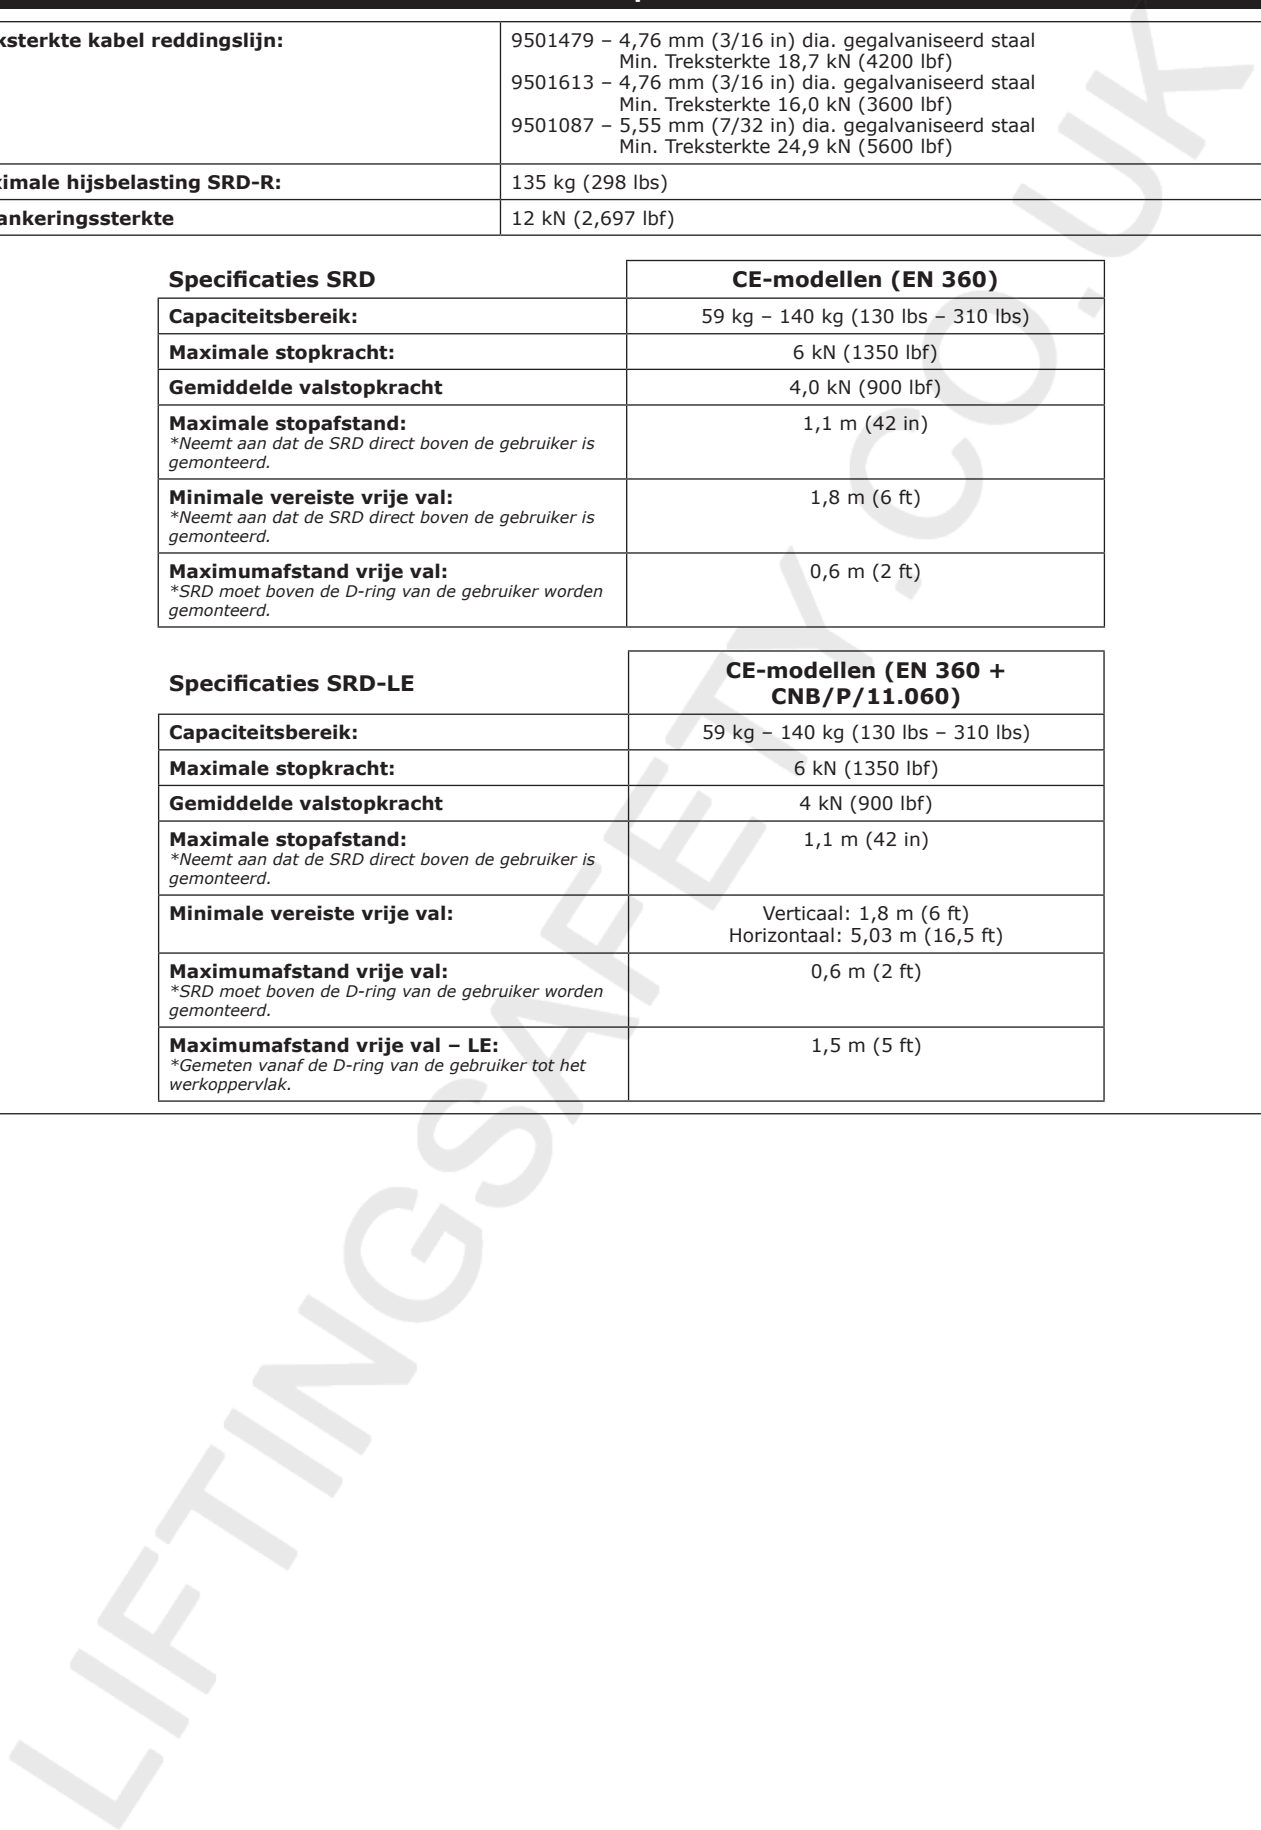 ksterkte kabel reddingslijn:
9501479 – 4,76 mm (3/16 in) dia. gegalvaniseerd staal
Min. Treksterkte 18,7 kN (4200 lbf)
9501613 – 4,76 mm (3/16 in) dia. gegalvaniseerd staal
Min. Treksterkte 16,0 kN (3600 lbf)
9501087 – 5,55 mm (7/32 in) dia. gegalvaniseerd staal
Min. Treksterkte 24,9 kN (5600 lbf)
ximale hijsbelasting SRD-R:
135 kg (298 lbs)
ankeringssterkte
12 kN (2,697 lbf)
Specificaties SRD
CE-modellen (EN 360)
Capaciteitsbereik:
59 kg – 140 kg (130 lbs – 310 lbs)
Maximale stopkracht:
6 kN (1350 lbf)
Gemiddelde valstopkracht
4,0 kN (900 lbf)
Maximale stopafstand:
*Neemt aan dat de SRD direct boven de gebruiker is
gemonteerd.
1,1 m (42 in)
Minimale vereiste vrije val:
*Neemt aan dat de SRD direct boven de gebruiker is
gemonteerd.
1,8 m (6 ft)
Maximumafstand vrije val:
*SRD moet boven de D-ring van de gebruiker worden
gemonteerd.
0,6 m (2 ft)
Specificaties SRD-LE
CE-modellen (EN 360 +
CNB/P/11.060)
Capaciteitsbereik:
59 kg – 140 kg (130 lbs – 310 lbs)
Maximale stopkracht:
6 kN (1350 lbf)
Gemiddelde valstopkracht
4 kN (900 lbf)
Maximale stopafstand:
*Neemt aan dat de SRD direct boven de gebruiker is
gemonteerd.
1,1 m (42 in)
Minimale vereiste vrije val:
Verticaal: 1,8 m (6 ft)
Horizontaal: 5,03 m (16,5 ft)
Maximumafstand vrije val:
*SRD moet boven de D-ring van de gebruiker worden
gemonteerd.
0,6 m (2 ft)
Maximumafstand vrije val – LE:
*Gemeten vanaf de D-ring van de gebruiker tot het
werkoppervlak.
1,5 m (5 ft)
LIFTINGSAFETY.CO.UK